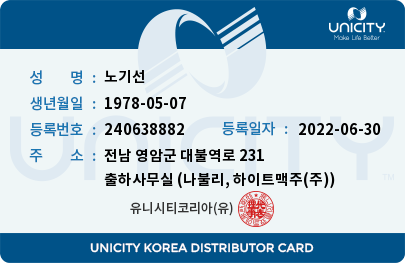 UNICITY
Make Life Better
성 명 : 노기선
생년월일 : 1978-05-07
등록번호 : 240638882 등록일자 : 2022-06-30
주 소 : 전남 영암군 대불역로 231
출하사무실 (나불리, 하이트맥주(주))
유니시티코리아(유)
UNICITY
UNICITY KOREA DISTRIBUTOR CARD